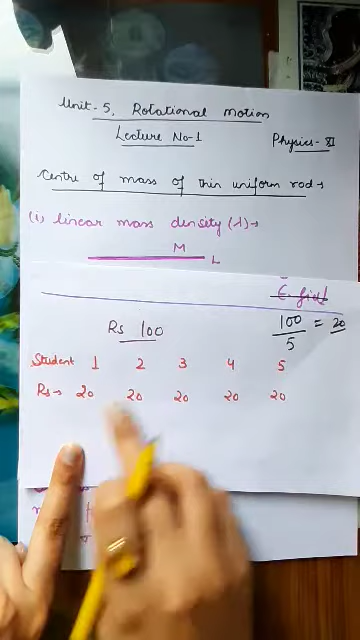 Unit-5, Rotational Motion
Lecture No-1
Physics-XI
Centre of mass of thin uniform rod→
(i) linear mass density (λ)→
M
L
Rs 100
100/5 = 20
Student 1 2 3 4 5
Rs→ 20 20 20 20 20